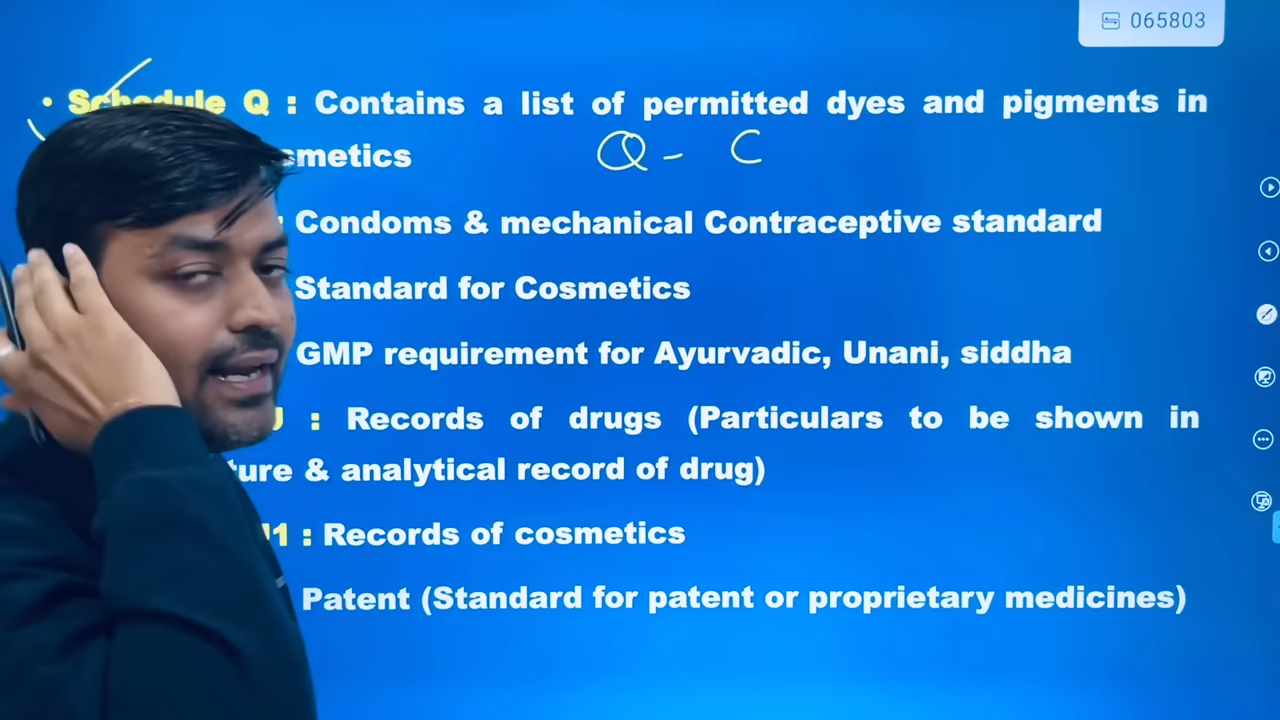 065803
• Schedule Q : Contains a list of permitted dyes and pigments in
smetics
Q - C
: Condoms & mechanical Contraceptive standard
Standard for Cosmetics
GMP requirement for Ayurvadic, Unani, siddha
U : Records of drugs (Particulars to be shown in
ture & analytical record of drug)
U1 : Records of cosmetics
Patent (Standard for patent or proprietary medicines)